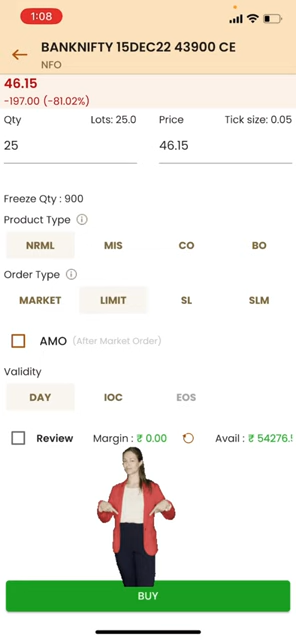 1:08
BANKNIFTY 15DEC22 43900 CE
NFO
46.15
-197.00 (-81.02%)
Qty Lots: 25.0 Price Tick size: 0.05
25 46.15
Freeze Qty : 900
Product Type
NRML MIS CO BO
Order Type
MARKET LIMIT SL SLM
AMO (After Market Order)
Validity
DAY IOC EOS
Review Margin : ₹ 0.00 Avail : ₹ 54276.
BUY